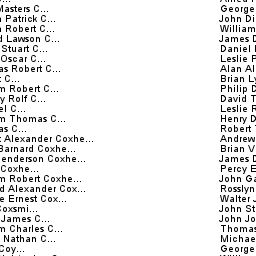 Masters C... George
Patrick C... John Di
Robert C... William
Lawson C... James D
Stuart C... Daniel
Oscar C... Leslie F
as Robert C... Alan Al
C... Brian Ly
m Robert C... Philip D
y Rolf C... David T
el C... Leslie R
m Thomas C... Henry D
as C... Robert
Alexander Coxhe... Andrew
Barnard Coxhe... Brian V
Henderson Coxhe... James D
Coxhe... Percy E
m Robert Coxhe... John Ga
d Alexander Cox... Rosslyn
e Ernest Cox... Walter J
Coxsmi... John St
James C... John Jo
m Charles C... Thomas
Nathan C... Michae
Coy... George